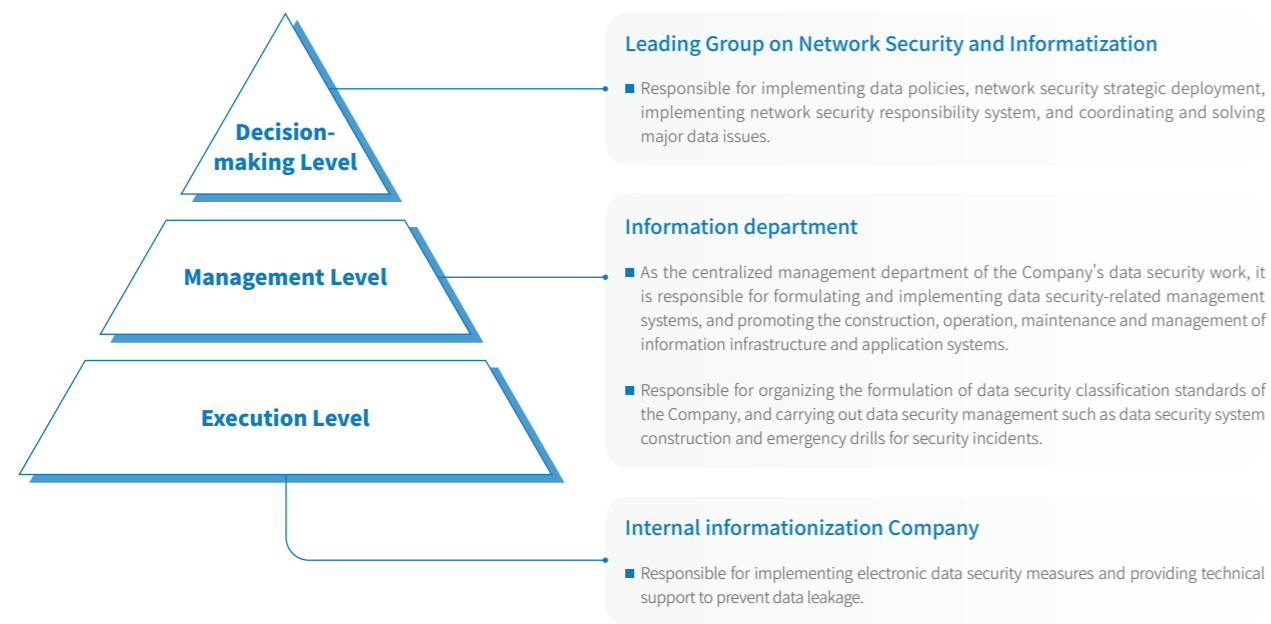 Decision-
making Level
Leading Group on Network Security and Informatization
■ Responsible for implementing data policies, network security strategic deployment,
implementing network security responsibility system, and coordinating and solving
major data issues.
Management Level
Information department
■ As the centralized management department of the Company's data security work, it
is responsible for formulating and implementing data security-related management
systems, and promoting the construction, operation, maintenance and management of
information infrastructure and application systems.
■ Responsible for organizing the formulation of data security classification standards of
the Company, and carrying out data security management such as data security system
construction and emergency drills for security incidents.
Execution Level
Internal informationization Company
■ Responsible for implementing electronic data security measures and providing technical
support to prevent data leakage.